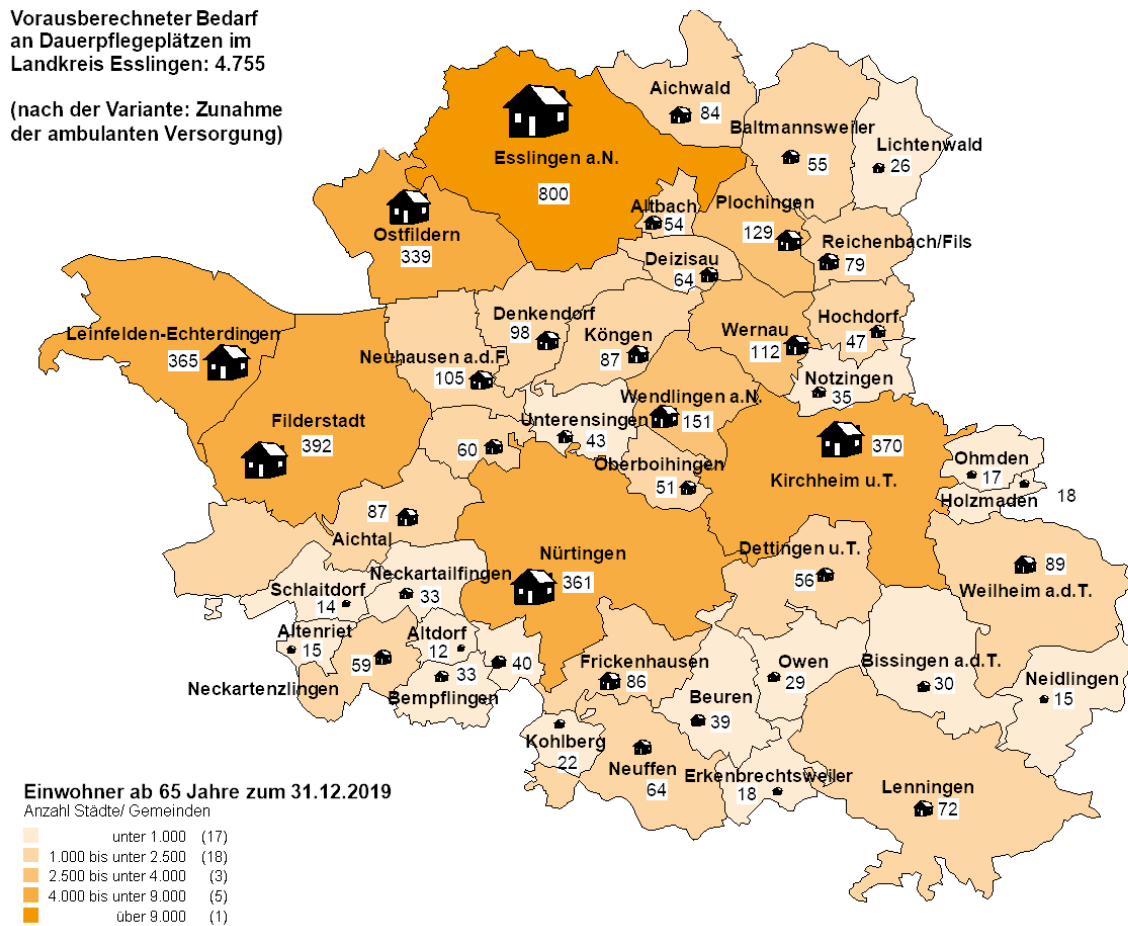 Vorausberechneter Bedarf
an Dauerpflegeplätzen im
Landkreis Esslingen: 4.755
(nach der Variante: Zunahme
der ambulanten Versorgung)
Aichwald
84
Baltmannsweiler
55
Lichtenwald
26
Esslingen a.N.
800
Altbach
54
Plochingen
129
Ostfildern
339
Reichenbach/Fils
79
Deizisau
64
Leinfelden-Echterdingen
365
Denkendorf
98
Köngen
87
Wernau
112
Hochdorf
47
Neuhausen a.d.F.
105
Notzingen
35
Filderstadt
392
Wendlingen a.N.
151
Unterensingen
43
60
Oberboihingen
51
370
Kirchheim u.T.
Ohmden
17
Holzmaden
18
87
Aichtal
Nürtingen
361
Dettingen u.T.
56
89
Weilheim a.d.T.
Neckartailfingen
33
Schlaitdorf
14
Altenriet
15
Altdorf
12
59
Neckartenzlingen
33
Bempflingen
40
Frickenhausen
86
Owen
29
Bissingen a.d.T.
30
Neidlingen
15
Beuren
39
Kohlberg
22
Neuffen
64
Erkenbrechtsweiler
18
Lenningen
72
Einwohner ab 65 Jahre zum 31.12.2019
Anzahl Städte/ Gemeinden
unter 1.000 (17)
1.000 bis unter 2.500 (18)
2.500 bis unter 4.000 (3)
4.000 bis unter 9.000 (5)
über 9.000 (1)